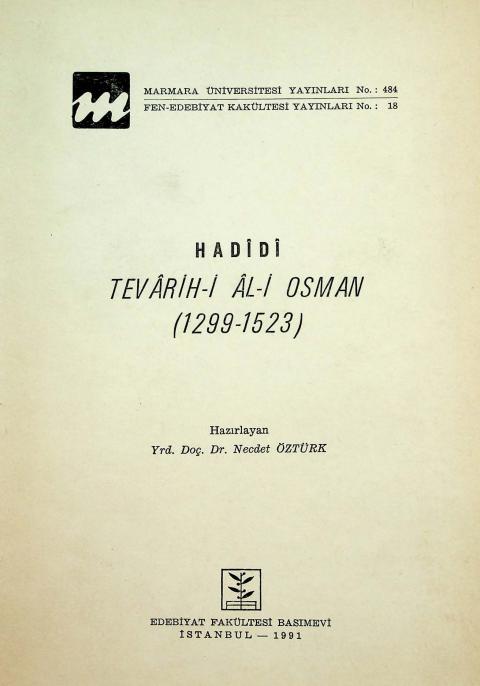 MARMARA ÜNİVERSİTESİ YAYINLARI No. : 484
FEN-EDEBİYAT KAKÜLTESİ YAYINLARI No. : 18
HADÎDÎ
TEVÂRİH-İ ÂL-İ OSMAN
(1299-1523)
Hazırlayan
Yrd. Doç. Dr. Necdet ÖZTÜRK
EDEBİYAT FAKÜLTESİ BASIMEVİ
İSTANBUL — 1991